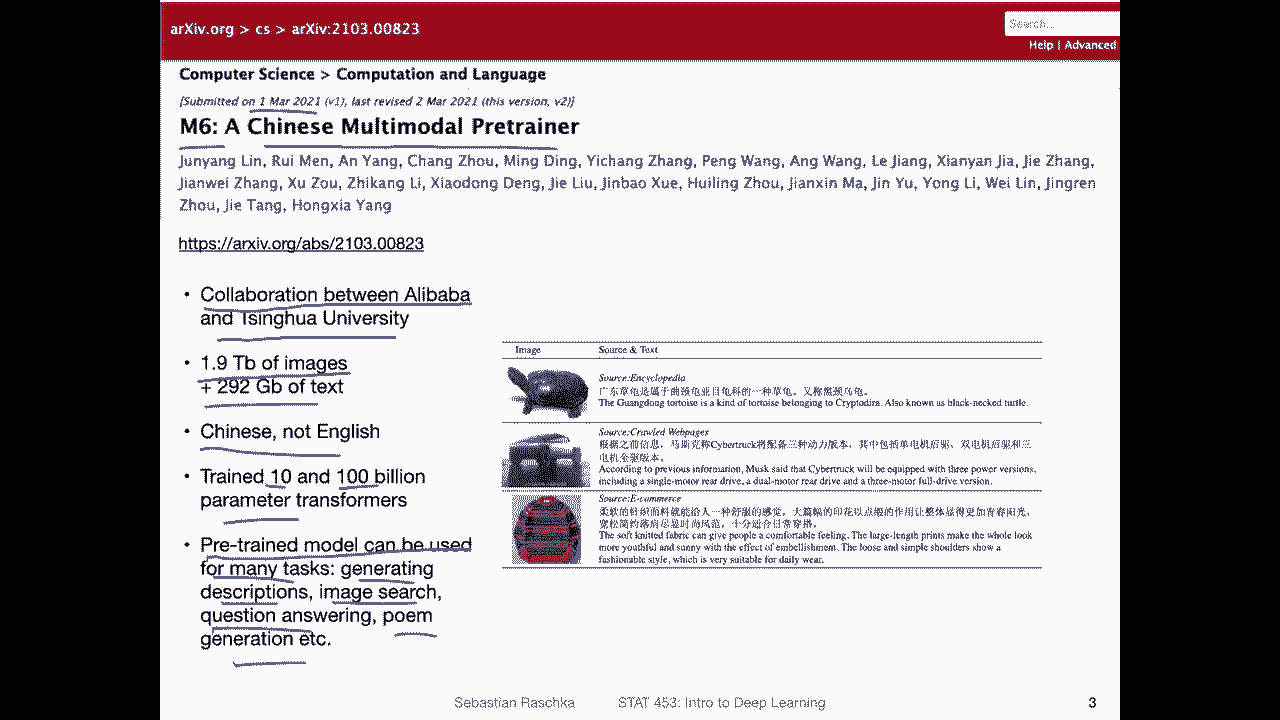 arXiv.org > cs > arXiv:2103.00823
Search...
Help | Advanced
Computer Science > Computation and Language
[Submitted on 1 Mar 2021 (v1), last revised 2 Mar 2021 (this version, v2)]
M6: A Chinese Multimodal Pretrainer
Junyang Lin, Rui Men, An Yang, Chang Zhou, Ming Ding, Yichang Zhang, Peng Wang, Ang Wang, Le Jiang, Xianyan Jia, Jie Zhang,
Jianwei Zhang, Xu Zou, Zhikang Li, Xiaodong Deng, Jie Liu, Jinbao Xue, Huiling Zhou, Jianxin Ma, Jin Yu, Yong Li, Wei Lin, Jingren
Zhou, Jie Tang, Hongxia Yang
https://arxiv.org/abs/2103.00823
• Collaboration between Alibaba
and Tsinghua University
• 1.9 Tb of images
+ 292 Gb of text
• Chinese, not English
• Trained 10 and 100 billion
parameter transformers
• Pre-trained model can be used
for many tasks: generating
descriptions, image search,
question answering, poem
generation etc.
Image Source & Text
Source:Encyclopedia
广东草龟是属于曲颈龟亚目龟科的一种草龟，又称
The Guangdong tortoise is a kind of tortoise belonging to Cryptodira. Also known as black-necked turtle.
Source:Crawled Webpages
根据之前信息，马斯克称Cybertruck将配备三种动力版本，其中包括单电机后驱，双电机后驱和三
电机全驱版本。
According to previous information, Musk said that Cybertruck will be equipped with three power versions,
including a single-motor rear drive, a dual-motor rear drive and a three-motor full-drive version.
Source:E-commerce
柔软的针织面料就能给人一种舒服的感觉，大篇幅的印花以点缀的作用让整体显得更加青春阳光，
宽松简约落肩尽显时尚风范，十分适合日常穿搭。
The soft knitted fabric can give people a comfortable feeling. The large-length prints make the whole look
more youthful and sunny with the effect of embellishment. The loose and simple shoulders show a
fashionable style, which is very suitable for daily wear.
Sebastian Raschka STAT 453: Intro to Deep Learning 3